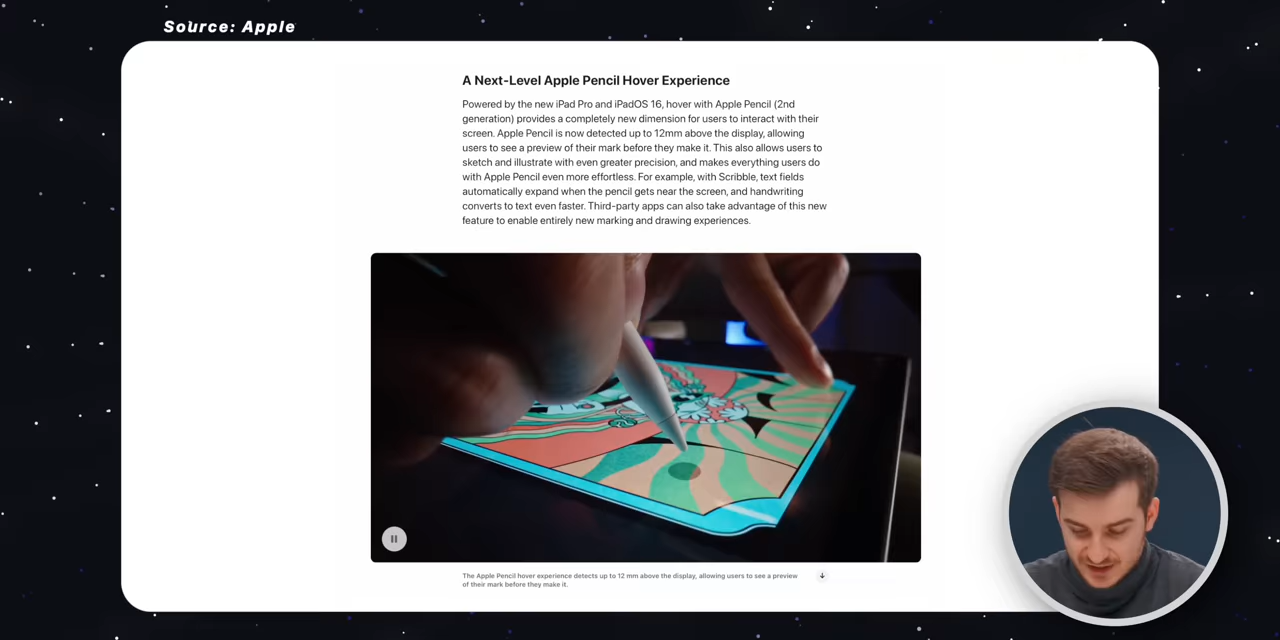 Source: Apple
A Next-Level Apple Pencil Hover Experience
Powered by the new iPad Pro and iPadOS 16, hover with Apple Pencil (2nd
generation) provides a completely new dimension for users to interact with their
screen. Apple Pencil is now detected up to 12mm above the display, allowing
users to see a preview of their mark before they make it. This also allows users to
sketch and illustrate with even greater precision, and makes everything users do
with Apple Pencil even more effortless. For example, with Scribble, text fields
automatically expand when the pencil gets near the screen, and handwriting
converts to text even faster. Third-party apps can also take advantage of this new
feature to enable entirely new marking and drawing experiences.
The Apple Pencil hover experience detects up to 12 mm above the display, allowing users to see a preview
of their mark before they make it.